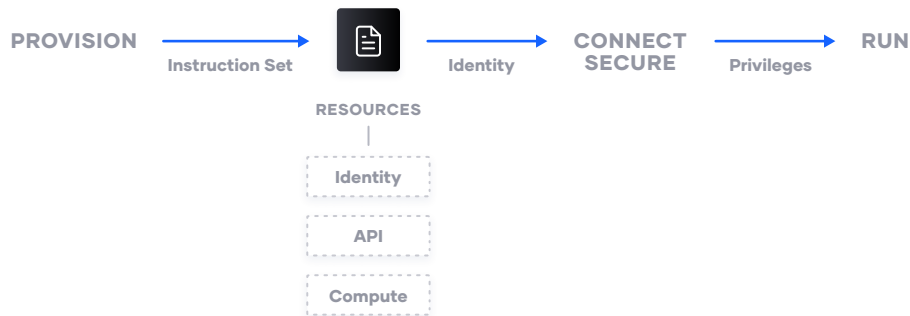 PROVISION
Instruction Set
RESOURCES
Identity
API
Compute
Identity
CONNECT
SECURE
Privileges
RUN